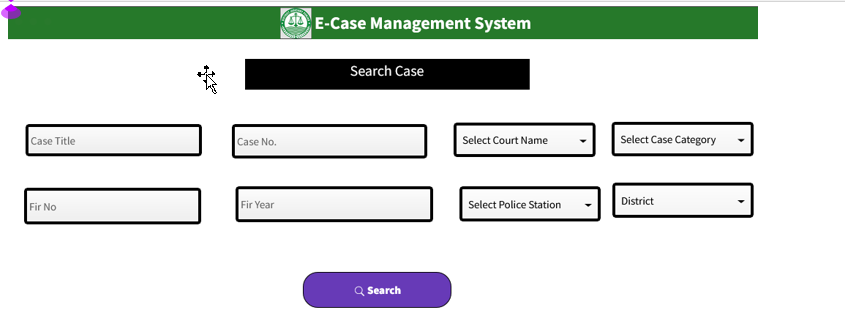 E-Case Management System
Search Case
Case Title
Case No.
Select Court Name
Select Case Category
Fir No
Fir Year
Select Police Station
District
Search